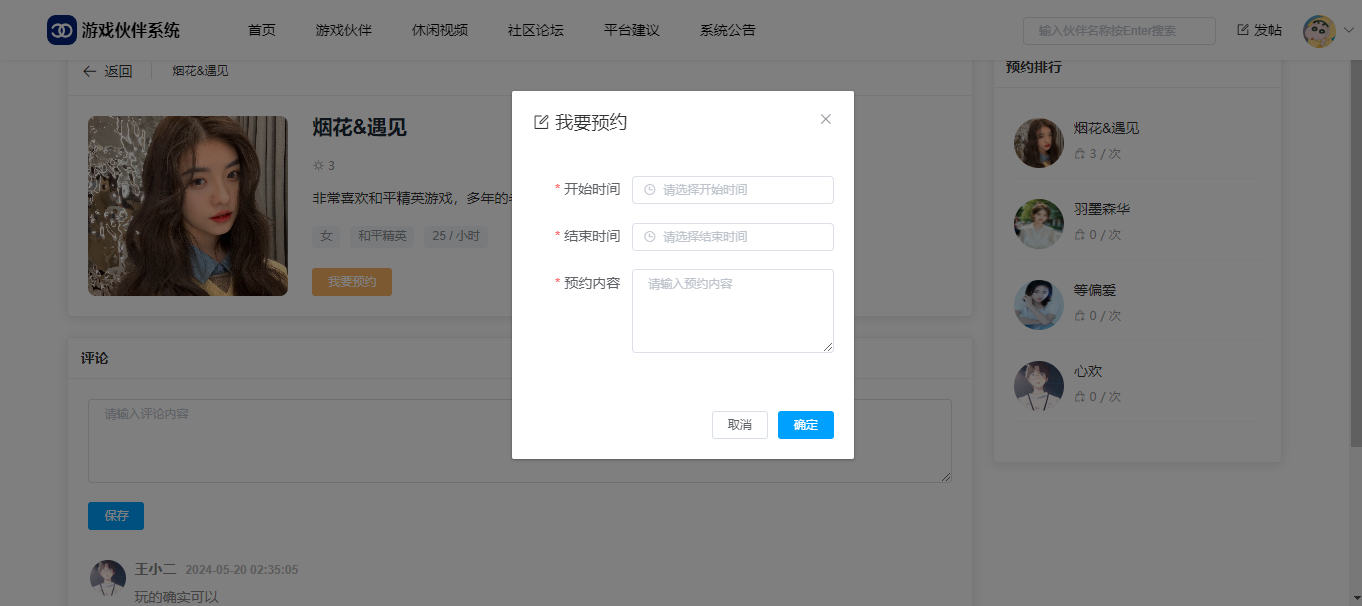 游戏伙伴系统
首页
游戏伙伴
休闲视频
社区论坛
平台建议
系统公告
输入伙伴名称按Enter搜索
发帖
返回
烟花&遇见
烟花&遇见
3
非常喜欢和平精英游戏，多年的
女
和平精英
25 / 小时
我要预约
评论
请输入评论内容
保存
王小二 2024-05-20 02:35:05
玩的确实可以
我要预约
* 开始时间
请选择开始时间
* 结束时间
请选择结束时间
* 预约内容
请输入预约内容
取消
确定
预约排行
烟花&遇见
3 / 次
羽墨森华
0 / 次
等偏爱
0 / 次
心欢
0 / 次